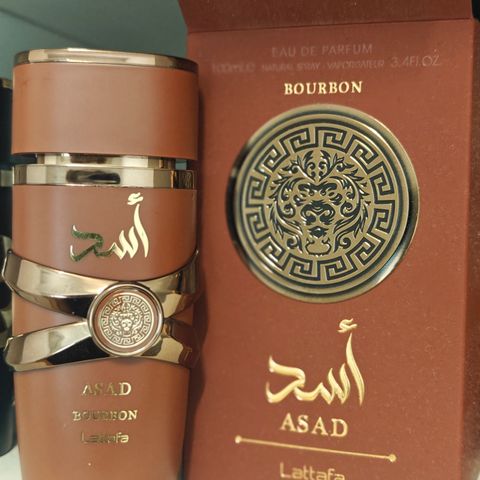 أسد
ASAD
BOURBON
Lattafa
EAU DE PARFUM
100ml.℮ NATURAL SPRAY - VAPORISATEUR 3.4FL.OZ.
BOURBON
أسد
ASAD
Lattafa